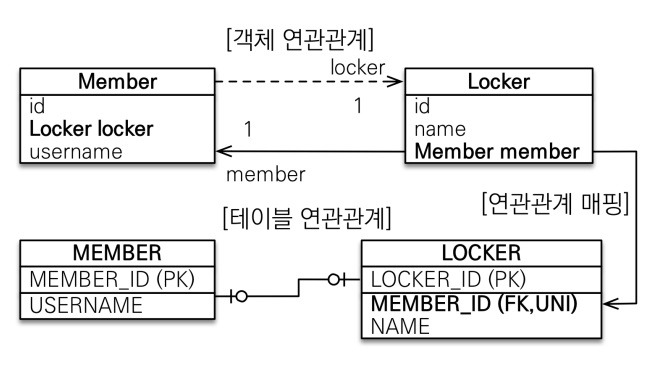 [객체 연관관계]
locker
Member
id
Locker locker
username
1
1
member
Locker
id
name
Member member
[연관관계 매핑]
[테이블 연관관계]
MEMBER
MEMBER_ID (PK)
USERNAME
LOCKER
LOCKER_ID (PK)
MEMBER_ID (FK,UNI)
NAME